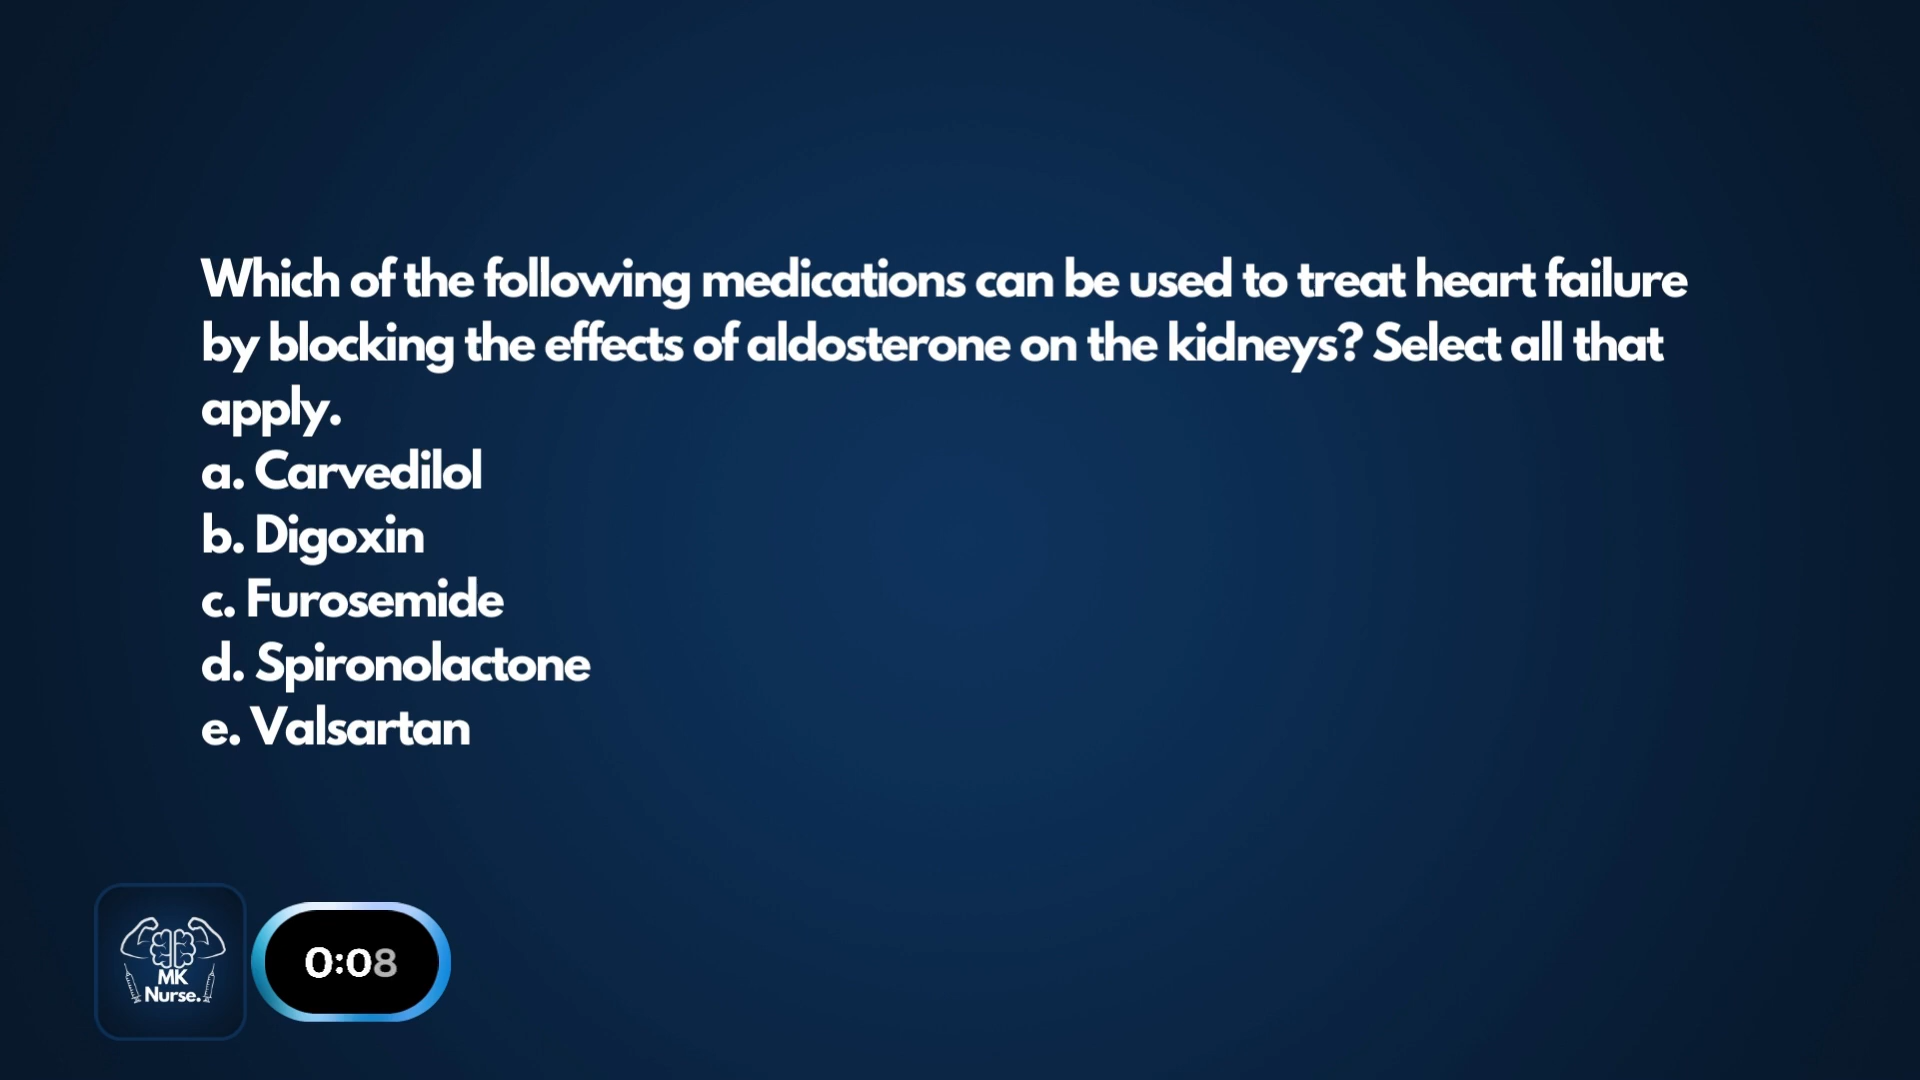 Which of the following medications can be used to treat heart failure
by blocking the effects of aldosterone on the kidneys? Select all that
apply.
a. Carvedilol
b. Digoxin
c. Furosemide
d. Spironolactone
e. Valsartan
MK
Nurse.
0:08